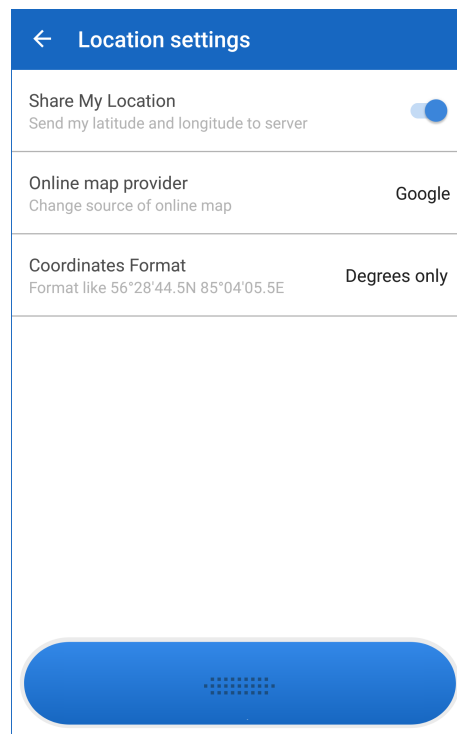 Location settings
Share My Location
Send my latitude and longitude to server
Online map provider
Change source of online map
Google
Coordinates Format
Format like 56°28'44.5N 85°04'05.5E
Degrees only